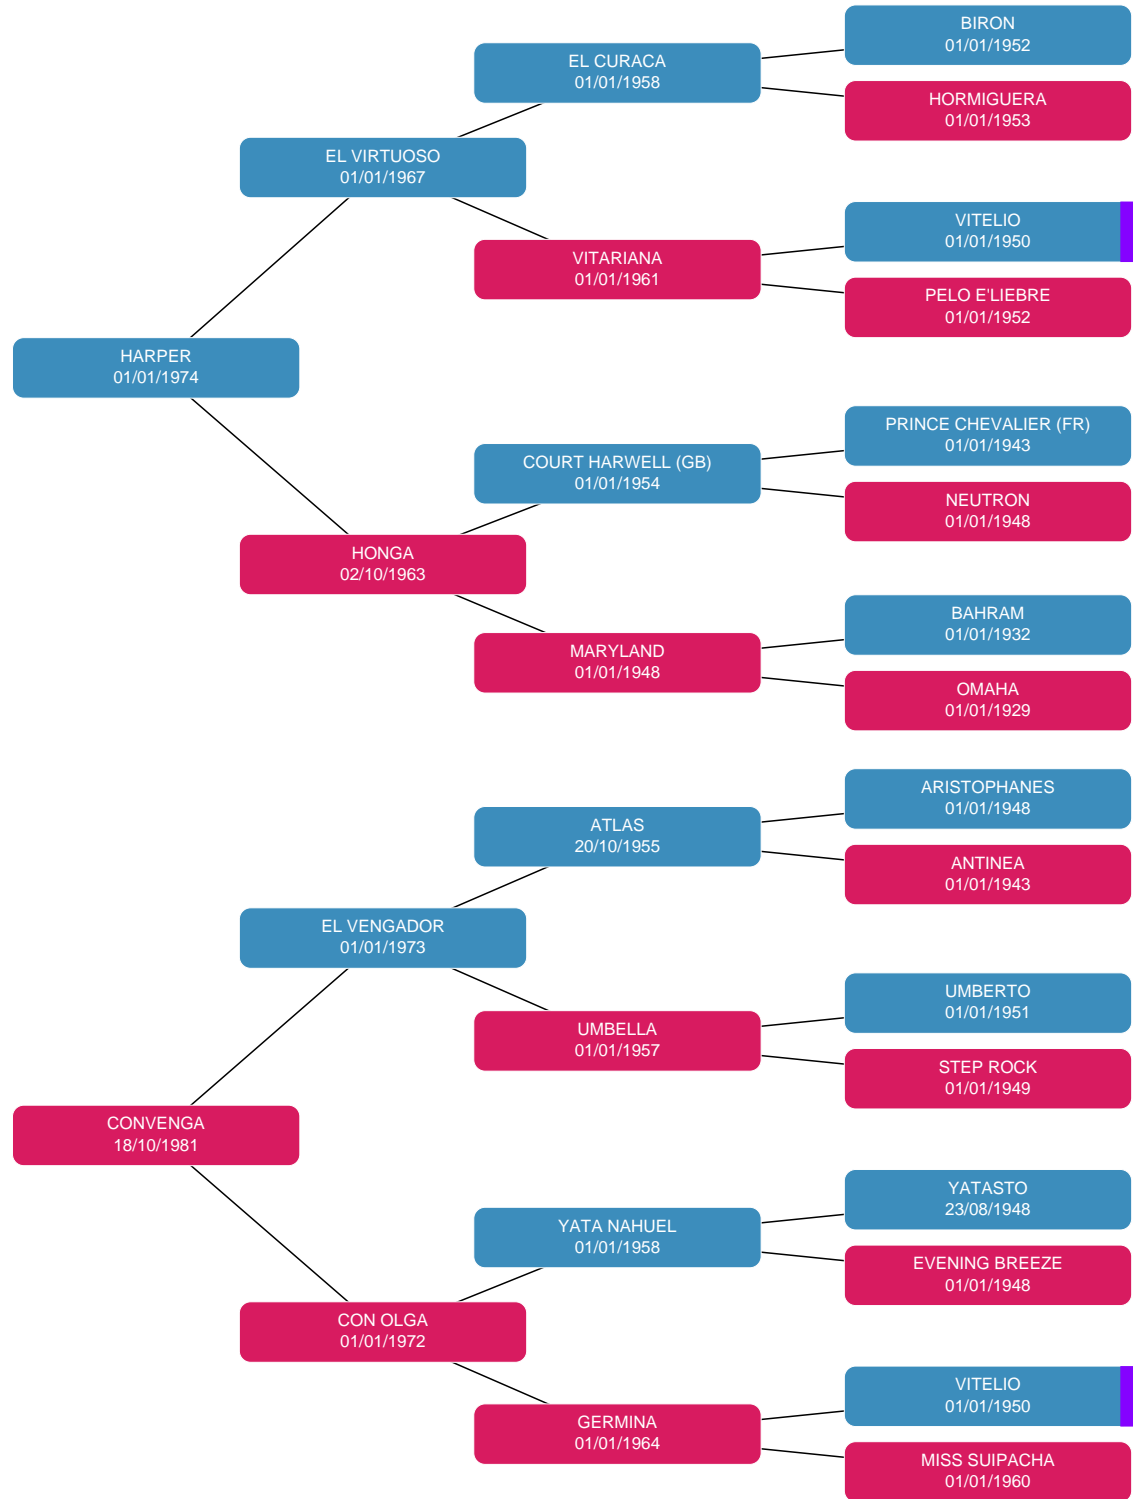 BIRON
01/01/1952
EL CURACA
01/01/1958
HORMIGUERA
01/01/1953
EL VIRTUOSO
01/01/1967
VITELIO
01/01/1950
VITARIANA
01/01/1961
PELO E'LIEBRE
01/01/1952
HARPER
01/01/1974
PRINCE CHEVALIER (FR)
01/01/1943
COURT HARWELL (GB)
01/01/1954
NEUTRON
01/01/1948
HONGA
02/10/1963
BAHRAM
01/01/1932
MARYLAND
01/01/1948
OMAHA
01/01/1929
ARISTOPHANES
01/01/1948
ATLAS
20/10/1955
ANTINEA
01/01/1943
EL VENGADOR
01/01/1973
UMBERTO
01/01/1951
UMBELLA
01/01/1957
STEP ROCK
01/01/1949
CONVENGA
18/10/1981
YATASTO
23/08/1948
YATA NAHUEL
01/01/1958
EVENING BREEZE
01/01/1948
CON OLGA
01/01/1972
VITELIO
01/01/1950
GERMINA
01/01/1964
MISS SUIPACHA
01/01/1960